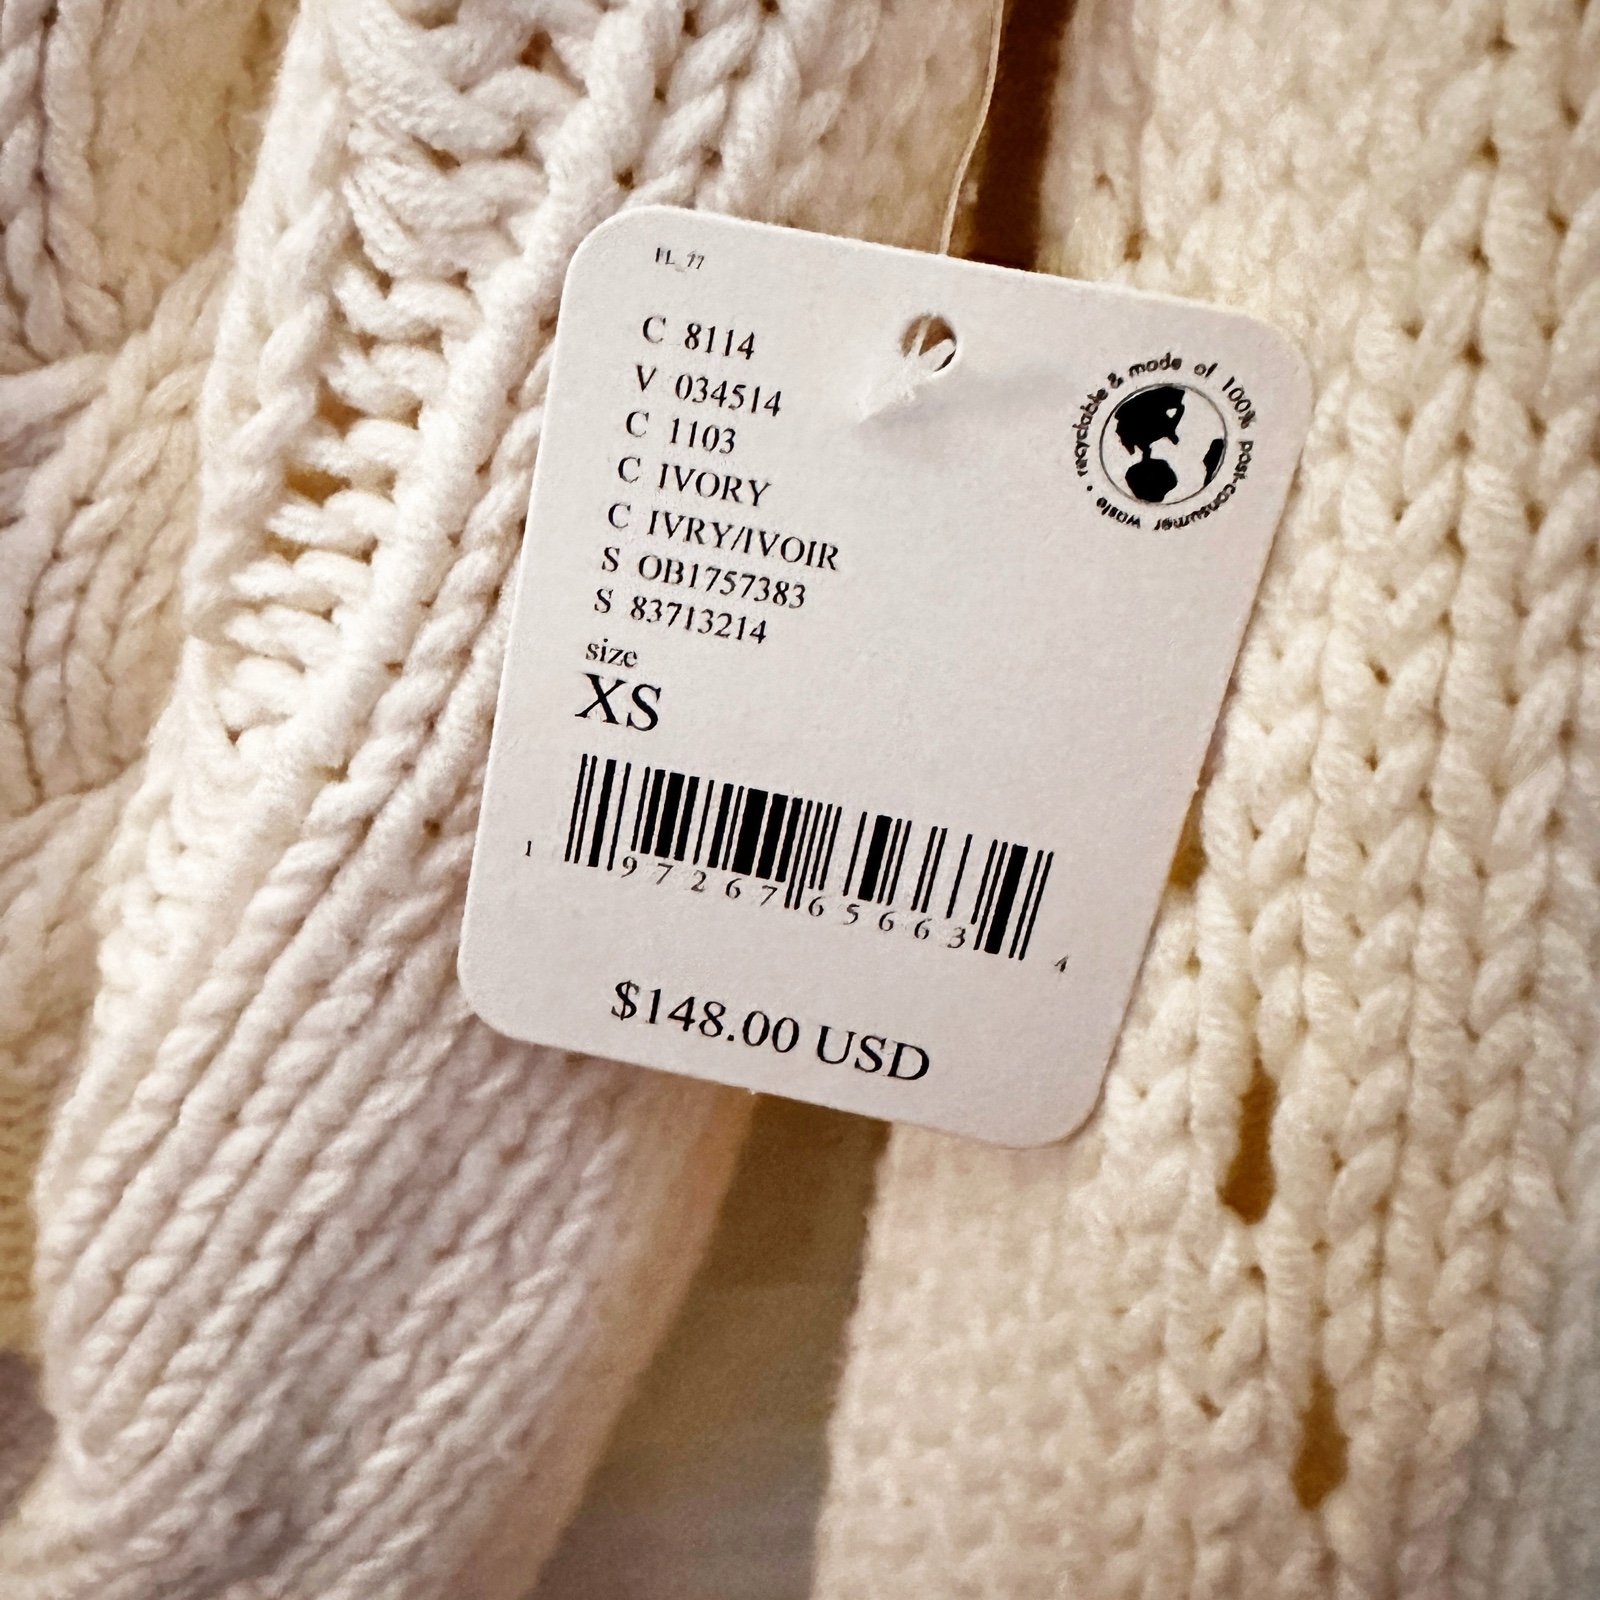 FL_77
C 8114
V 034514
C 1103
C IVORY
C IVRY/IVOIR
S OB1757383
S 83713214
size
XS
1 97267 65663 4
$148.00 USD
recyclable & made of 100% post-consumer waste •